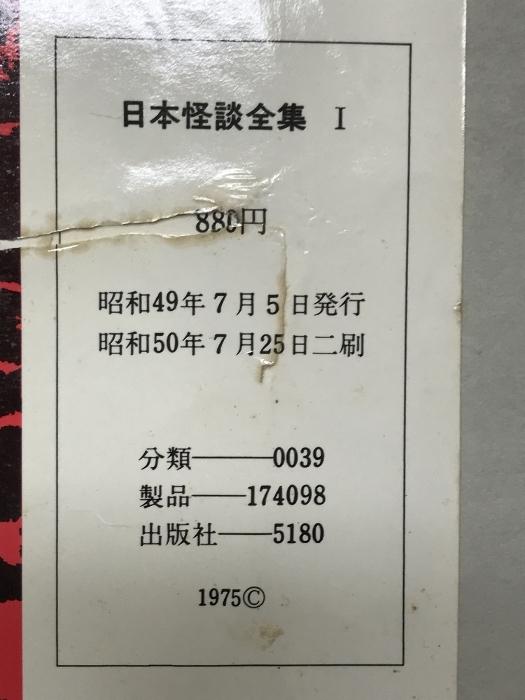 日本怪談全集 I
880円
昭和49年7月5日発行
昭和50年7月25日二刷
分類――0039
製品――174098
出版社――5180
1975©